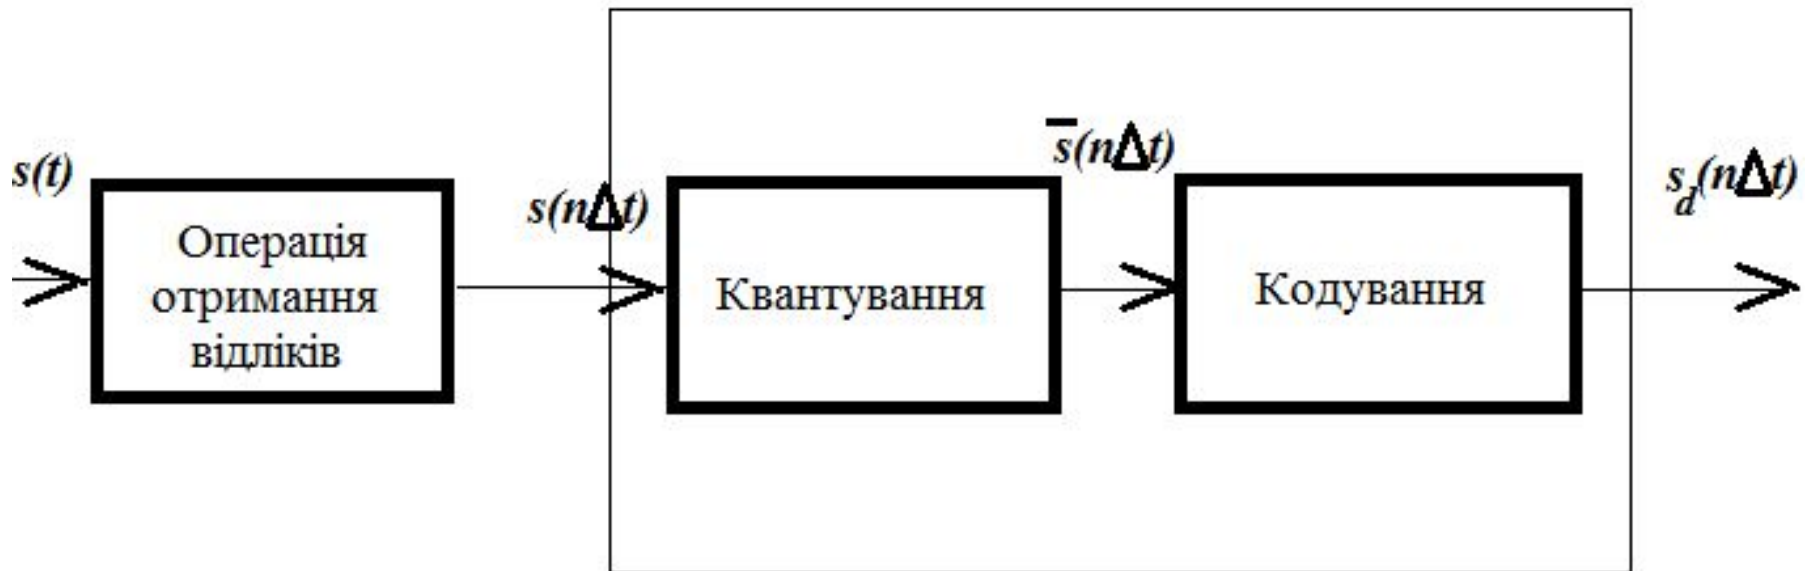 s(t)
Операція
отримання
відліків
s(nΔt)
Квантування
s̄(nΔt)
Кодування
s_d(nΔt)